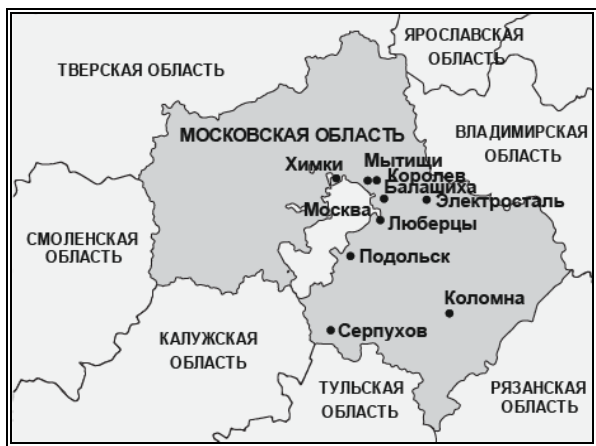 ЯРОСЛАВСКАЯ
ОБЛАСТЬ
ТВЕРСКАЯ ОБЛАСТЬ
МОСКОВСКАЯ ОБЛАСТЬ
ВЛАДИМИРСКАЯ
ОБЛАСТЬ
Химки
Мытищи
Королев
Балашиха
Электросталь
Москва
Люберцы
СМОЛЕНСКАЯ
ОБЛАСТЬ
Подольск
Коломна
Серпухов
КАЛУЖСКАЯ
ОБЛАСТЬ
ТУЛЬСКАЯ
ОБЛАСТЬ
РЯЗАНСКАЯ
ОБЛАСТЬ